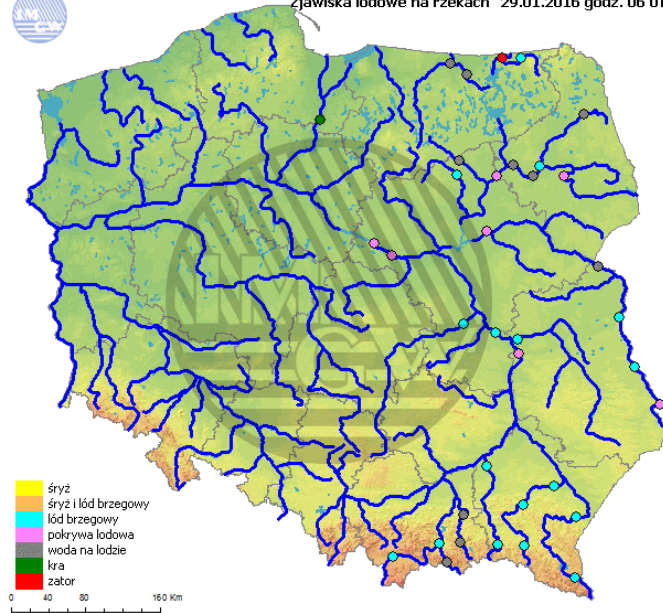 Zjawiska lodowe na rzekach 29.01.2016 godz. 06 01
śryż
śryż i lód brzegowy
lód brzegowy
pokrywa lodowa
woda na lodzie
kra
zator
0 40 80 160 Km